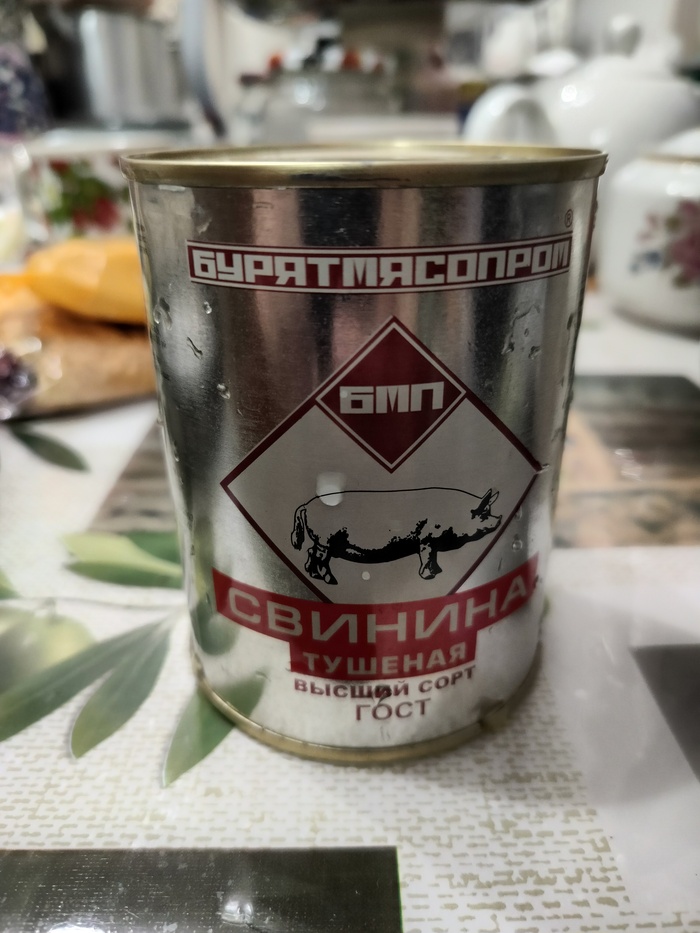 ®
БУРЯТМЯСОПРОМ
БМП
СВИНИНА
ТУШЕНАЯ
ВЫСШИЙ СОРТ
ГОСТ